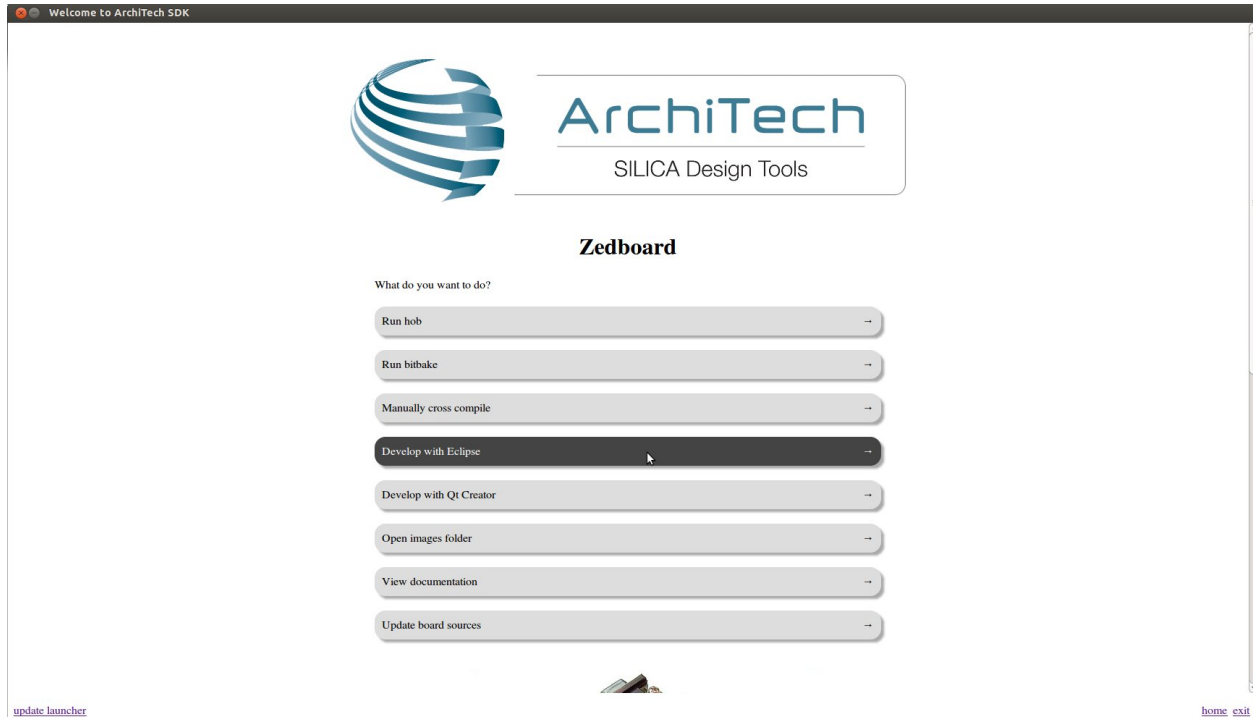 Welcome to ArchiTech SDK
ArchiTech
SILICA Design Tools
Zedboard
What do you want to do?
Run hob →
Run bitbake →
Manually cross compile →
Develop with Eclipse →
Develop with Qt Creator →
Open images folder →
View documentation →
Update board sources →
update launcher home exit